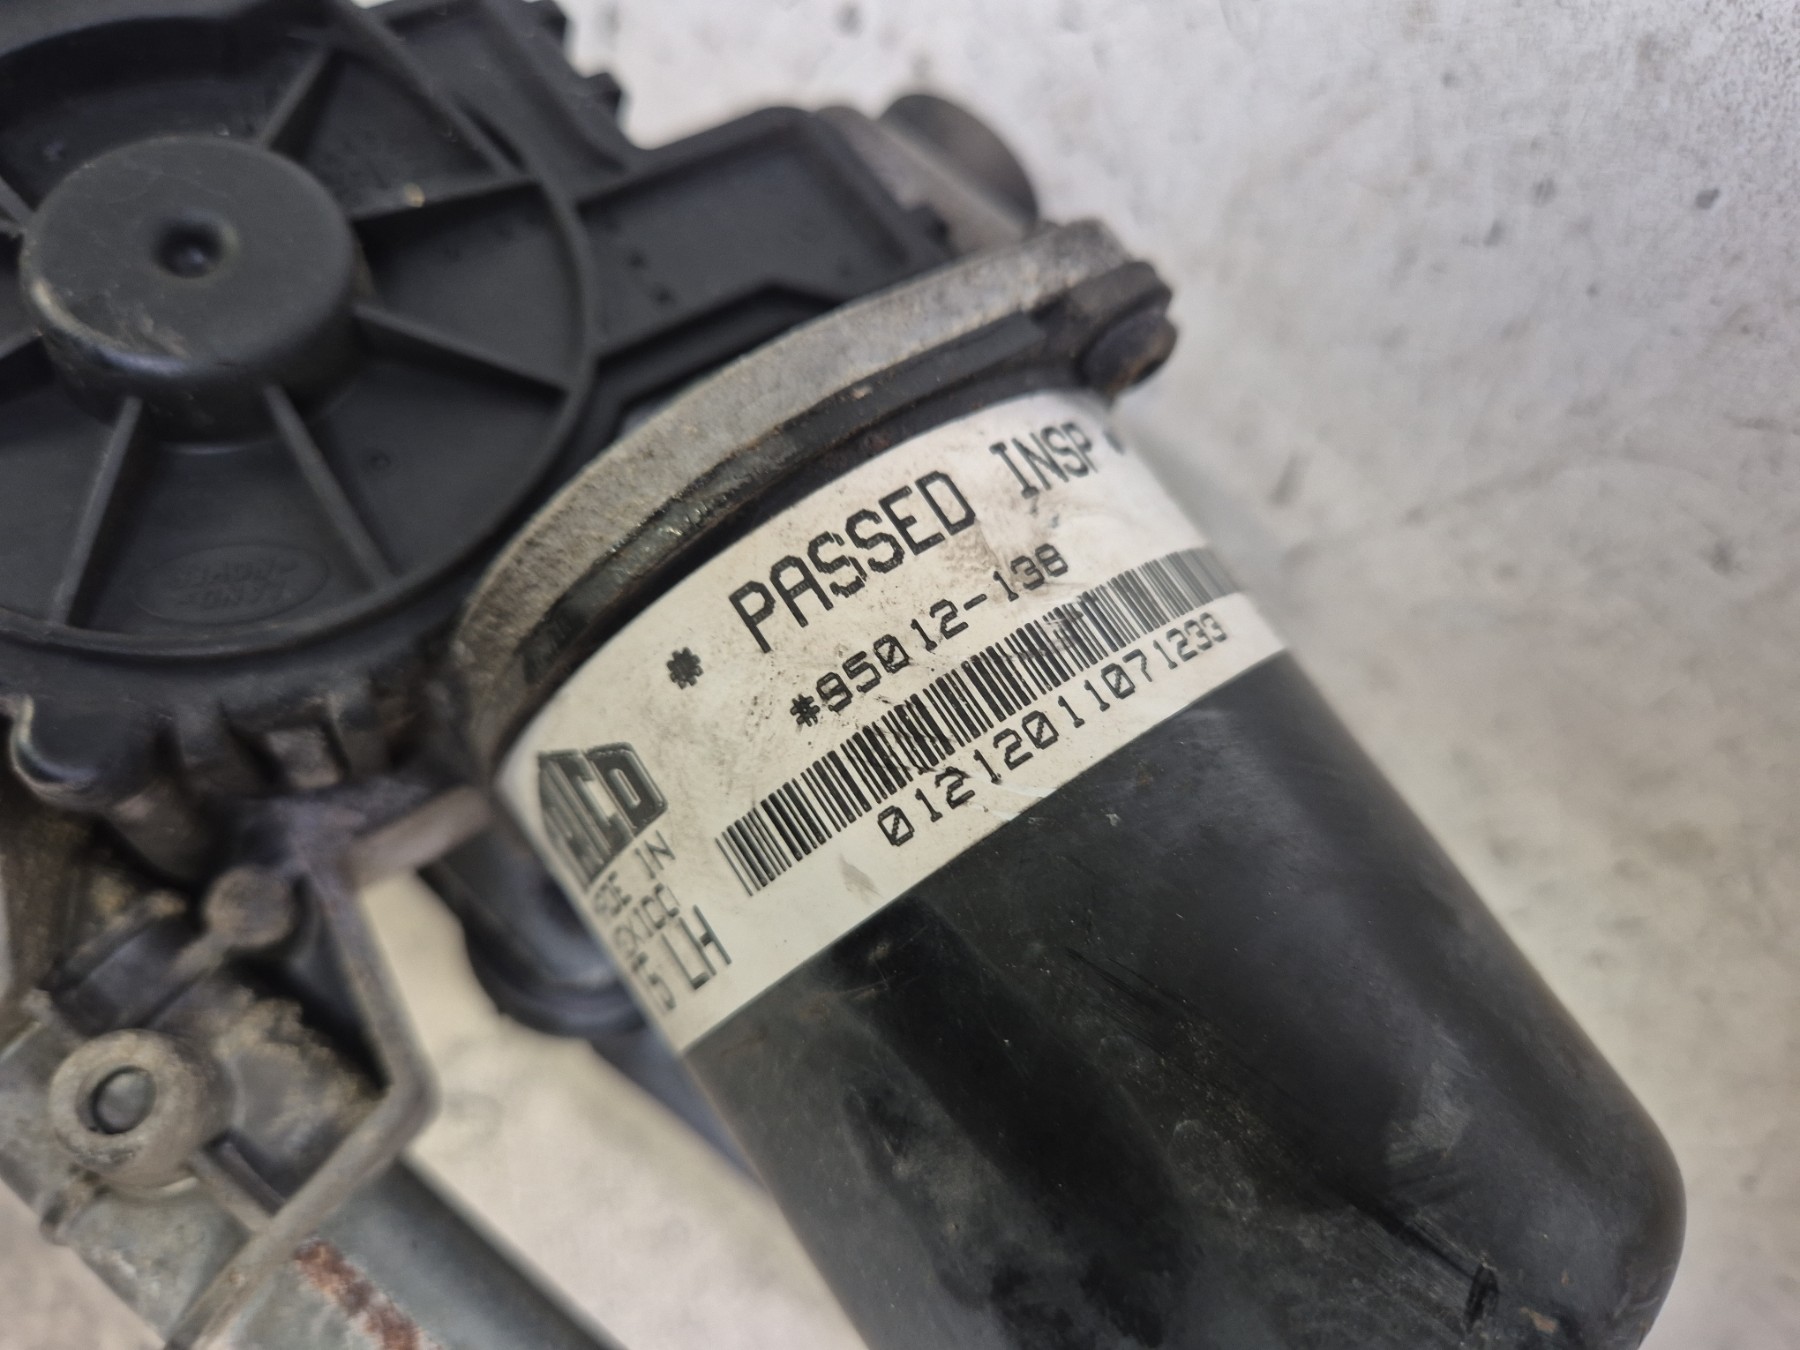 * PASSED INSP *
*95012-138
01212011071233
MADE IN
MEXICO
LH